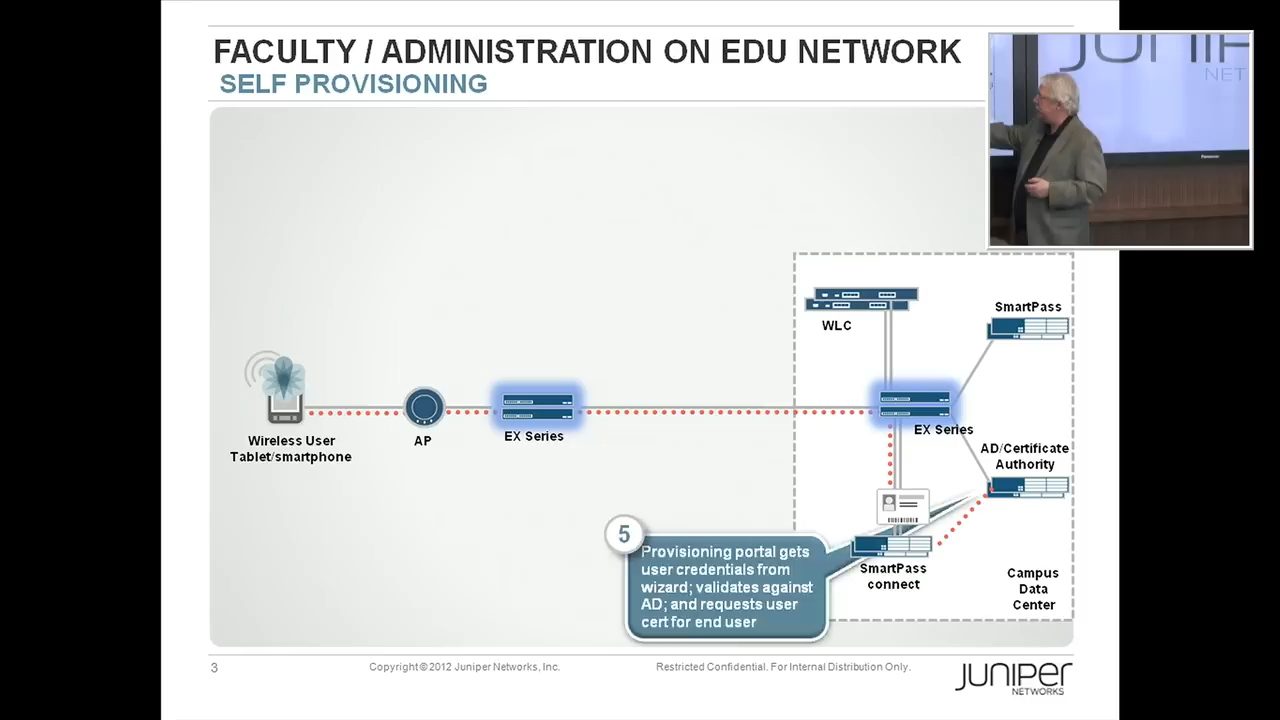 FACULTY / ADMINISTRATION ON EDU NETWORK
SELF PROVISIONING
JUNIP
NET
Panasonic
WLC
SmartPass
EX Series
AD/Certificate
Authority
Wireless User
Tablet/smartphone
AP
EX Series
5
Provisioning portal gets
user credentials from
wizard; validates against
AD; and requests user
cert for end user
SmartPass
connect
Campus
Data
Center
3
Copyright © 2012 Juniper Networks, Inc.
Restricted Confidential. For Internal Distribution Only.
JUNIPER
NETWORKS